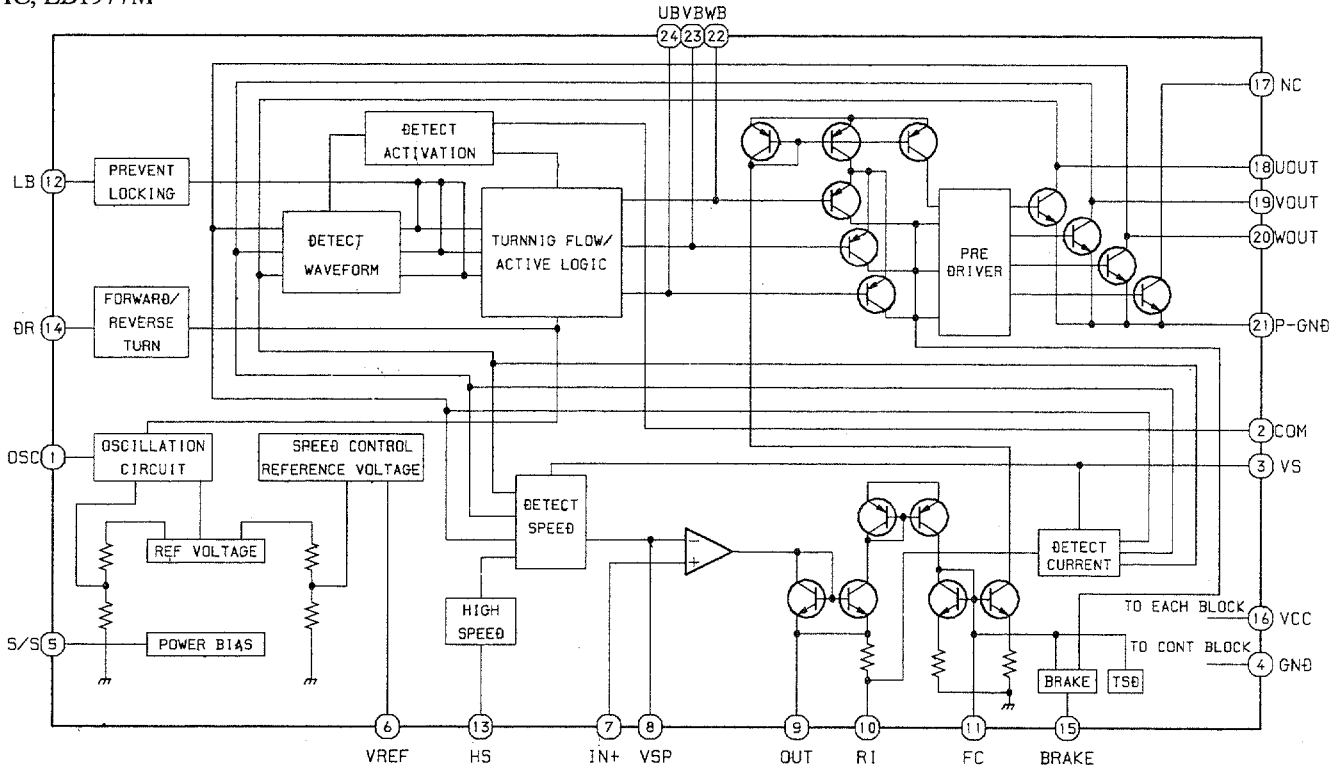 IC, LB1977M
UB VB WB
24 23 22
17 NC
DETECT
ACTIVATION
LB 12
PREVENT
LOCKING
18 UOUT
19 VOUT
20 WOUT
DETECT
WAVEFORM
TURNNIG FLOW/
ACTIVE LOGIC
PRE
DRIVER
DR 14
FORWARD/
REVERSE
TURN
21 P-GND
OSC 1
OSCILLATION
CIRCUIT
SPEED CONTROL
REFERENCE VOLTAGE
2 COM
3 VS
DETECT
SPEED
-
+
REF VOLTAGE
DETECT
CURRENT
HIGH
SPEED
TO EACH BLOCK
16 VCC
S/S 5
POWER BIAS
TO CONT BLOCK
4 GND
BRAKE
TSD
6 13 7 8 9 10 11 15
VREF HS IN+ VSP OUT RI FC BRAKE